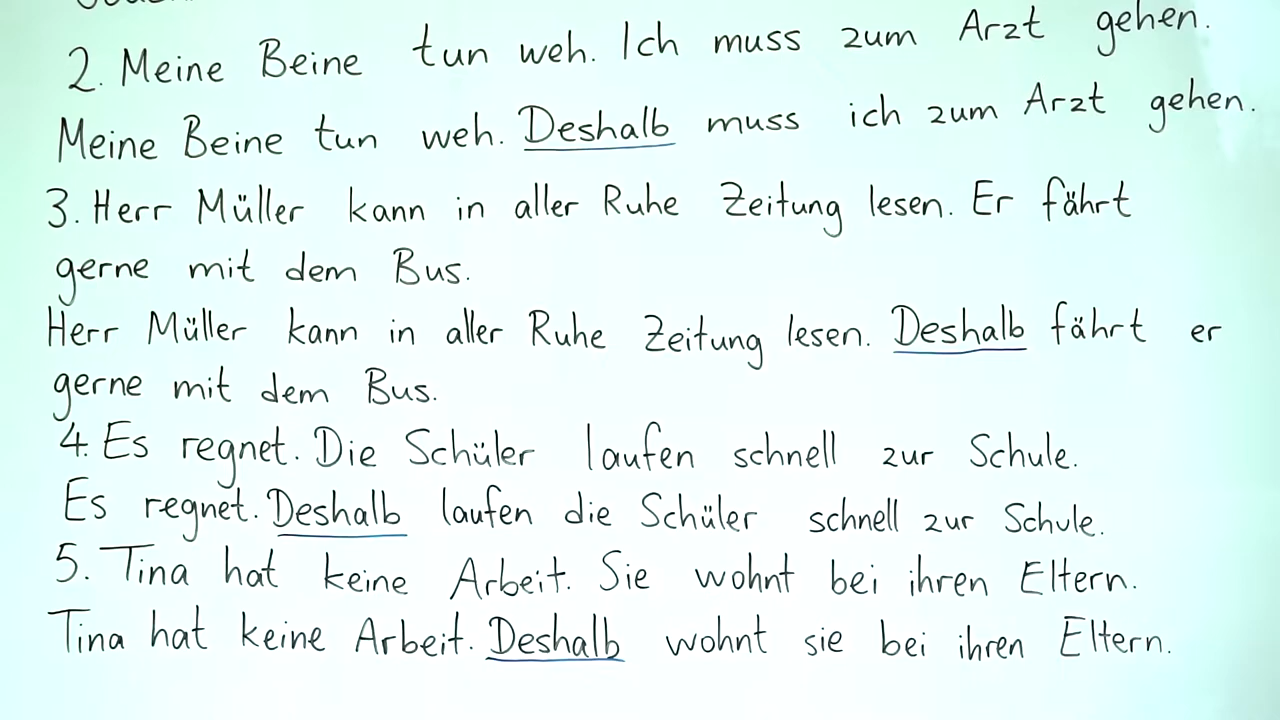 2. Meine Beine tun weh. Ich muss zum Arzt gehen.
Meine Beine tun weh. Deshalb muss ich zum Arzt gehen.
3. Herr Müller kann in aller Ruhe Zeitung lesen. Er fährt
gerne mit dem Bus.
Herr Müller kann in aller Ruhe Zeitung lesen. Deshalb fährt er
gerne mit dem Bus.
4. Es regnet. Die Schüler laufen schnell zur Schule.
Es regnet. Deshalb laufen die Schüler schnell zur Schule.
5. Tina hat keine Arbeit. Sie wohnt bei ihren Eltern.
Tina hat keine Arbeit. Deshalb wohnt sie bei ihren Eltern.